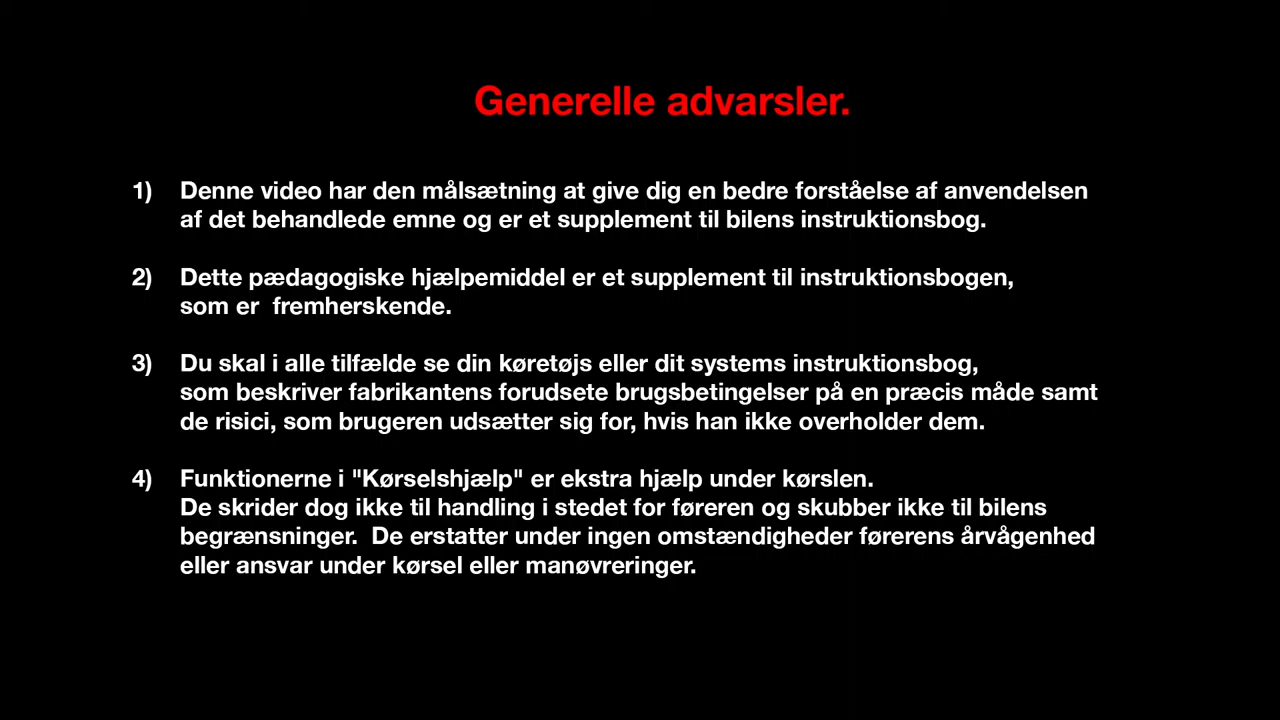 Generelle advarsler.
1) Denne video har den målsætning at give dig en bedre forståelse af anvendelsen
af det behandlede emne og er et supplement til bilens instruktionsbog.
2) Dette pædagogiske hjælpemiddel er et supplement til instruktionsbogen,
som er  fremherskende.
3) Du skal i alle tilfælde se din køretøjs eller dit systems instruktionsbog,
som beskriver fabrikantens forudsete brugsbetingelser på en præcis måde samt
de risici, som brugeren udsætter sig for, hvis han ikke overholder dem.
4) Funktionerne i "Kørselshjælp" er ekstra hjælp under kørslen.
De skrider dog ikke til handling i stedet for føreren og skubber ikke til bilens
begrænsninger.  De erstatter under ingen omstændigheder førerens årvågenhed
eller ansvar under kørsel eller manøvreringer.